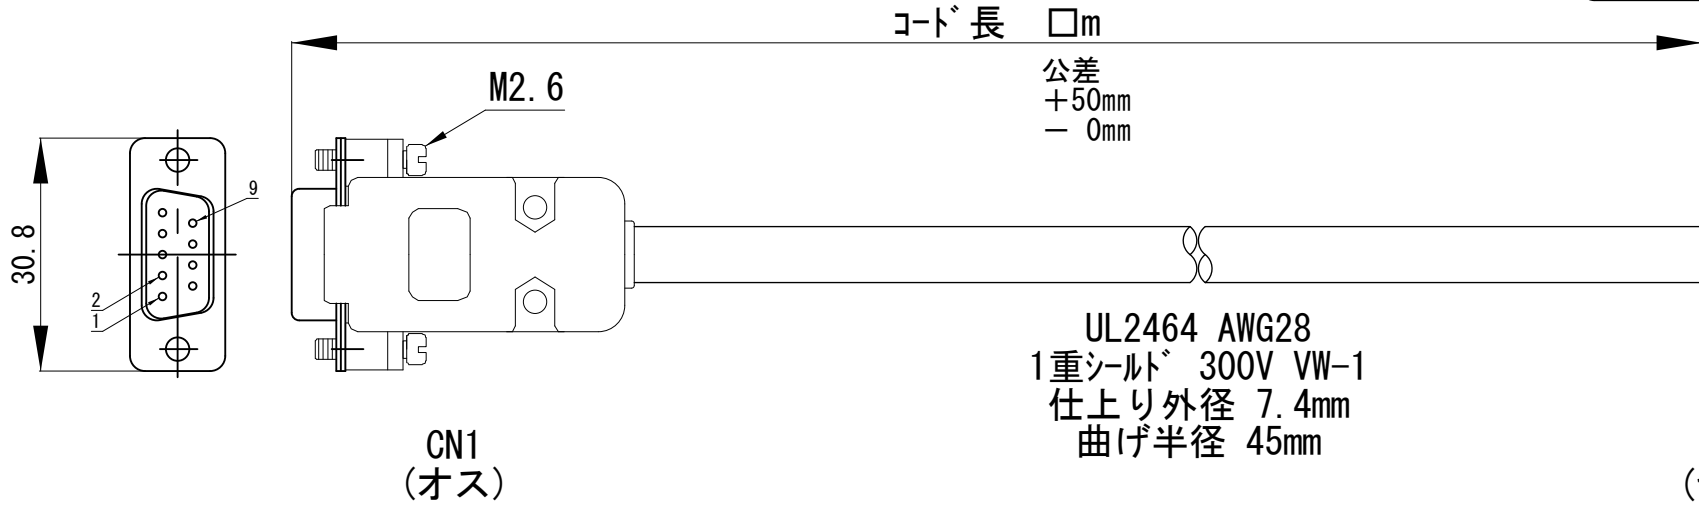 コード長 □m
公差
+50mm
- 0mm
M2.6
30.8
9
2
1
UL2464 AWG28
1重シールド 300V VW-1
仕上り外径 7.4mm
曲げ半径 45mm
CN1
(オス)